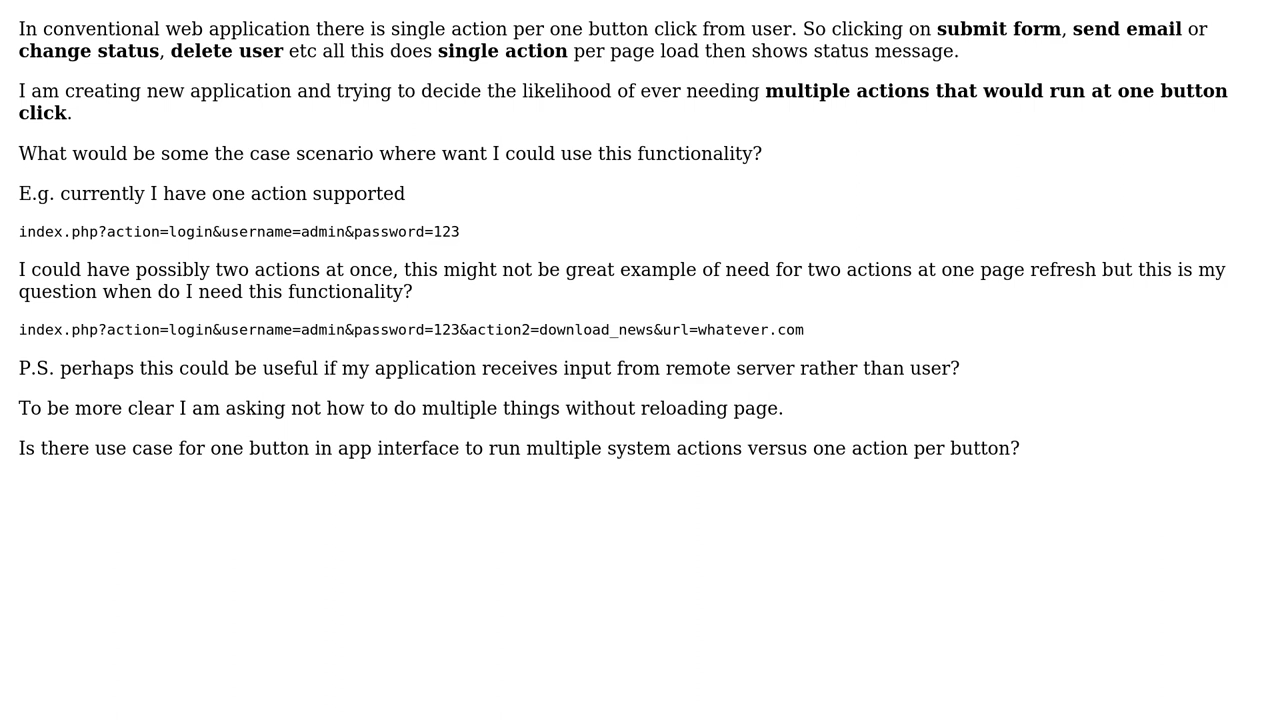 In conventional web application there is single action per one button click from user. So clicking on submit form, send email or
change status, delete user etc all this does single action per page load then shows status message.
I am creating new application and trying to decide the likelihood of ever needing multiple actions that would run at one button
click.
What would be some the case scenario where want I could use this functionality?
E.g. currently I have one action supported
index.php?action=login&username=admin&password=123
I could have possibly two actions at once, this might not be great example of need for two actions at one page refresh but this is my
question when do I need this functionality?
index.php?action=login&username=admin&password=123&action2=download_news&url=whatever.com
P.S. perhaps this could be useful if my application receives input from remote server rather than user?
To be more clear I am asking not how to do multiple things without reloading page.
Is there use case for one button in app interface to run multiple system actions versus one action per button?